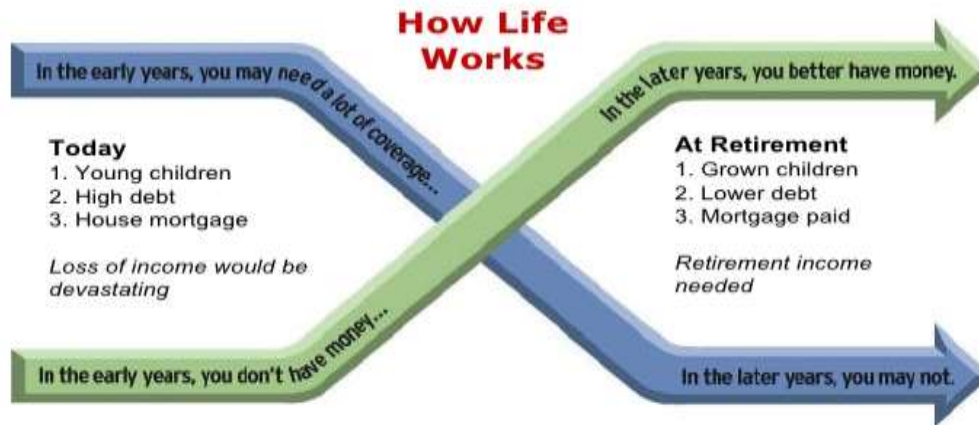 How Life
Works
In the early years, you may need a lot of coverage...
In the later years, you better have money.
Today
1. Young children
2. High debt
3. House mortgage
Loss of income would be
devastating
At Retirement
1. Grown children
2. Lower debt
3. Mortgage paid
Retirement income
needed
In the early years, you don't have money...
In the later years, you may not.